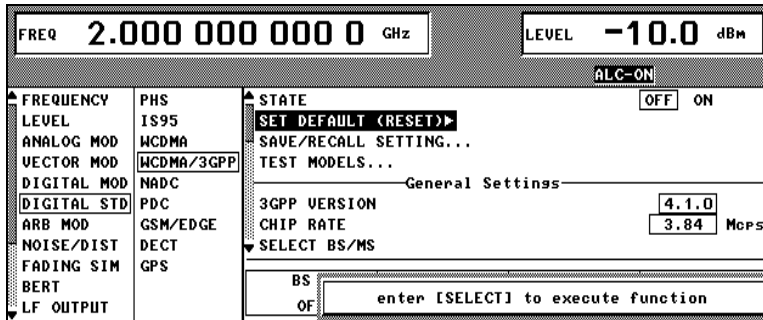 FREQ 2.000 000 000 0 GHz LEVEL -10.0 dBm
ALC-ON
FREQUENCY
LEVEL
ANALOG MOD
VECTOR MOD
DIGITAL MOD
DIGITAL STD
ARB MOD
NOISE/DIST
FADING SIM
BERT
LF OUTPUT
PHS
IS95
WCDMA
WCDMA/3GPP
NADC
PDC
GSM/EDGE
DECT
GPS
STATE OFF ON
SET DEFAULT (RESET)▶
SAVE/RECALL SETTING...
TEST MODELS...
General Settings
3GPP VERSION 4.1.0
CHIP RATE 3.84 Mcps
SELECT BS/MS
BS
OF
enter [SELECT] to execute function